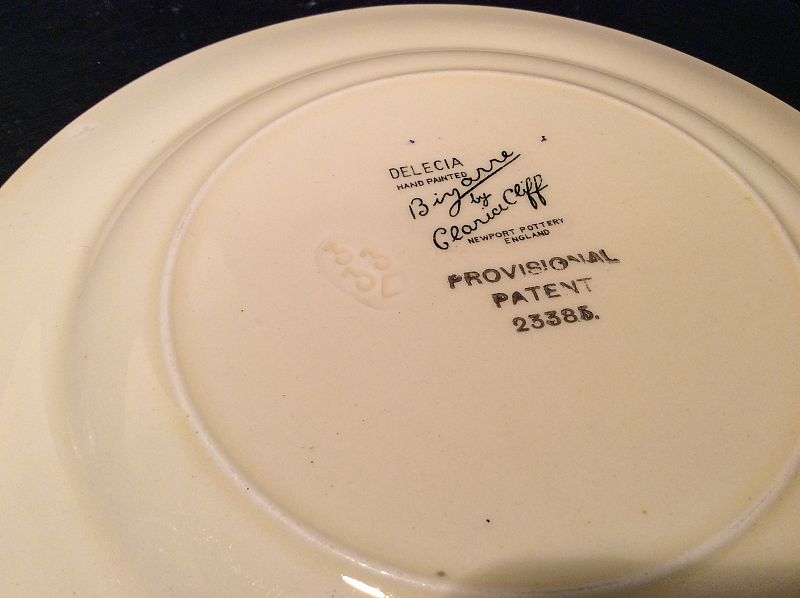 DELECIA
HAND PAINTED
Bizarre
by
Clarice Cliff
NEWPORT POTTERY
ENGLAND
PROVISIONAL
PATENT
23385.